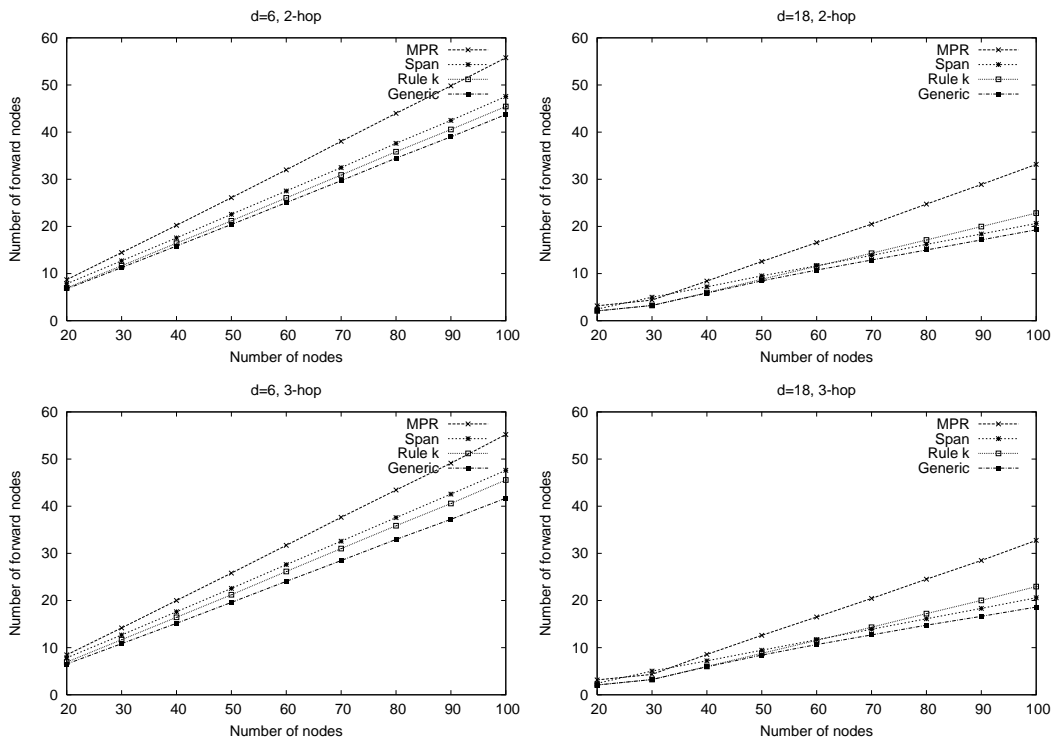 d=6, 2-hop
60
50
40
30
20
10
0
20 30 40 50 60 70 80 90 100
Number of forward nodes
Number of nodes
MPR
Span
Rule k
Generic
d=18, 2-hop
60
50
40
30
20
10
0
20 30 40 50 60 70 80 90 100
Number of forward nodes
Number of nodes
MPR
Span
Rule k
Generic
d=6, 3-hop
60
50
40
30
20
10
0
20 30 40 50 60 70 80 90 100
Number of forward nodes
Number of nodes
MPR
Span
Rule k
Generic
d=18, 3-hop
60
50
40
30
20
10
0
20 30 40 50 60 70 80 90 100
Number of forward nodes
Number of nodes
MPR
Span
Rule k
Generic